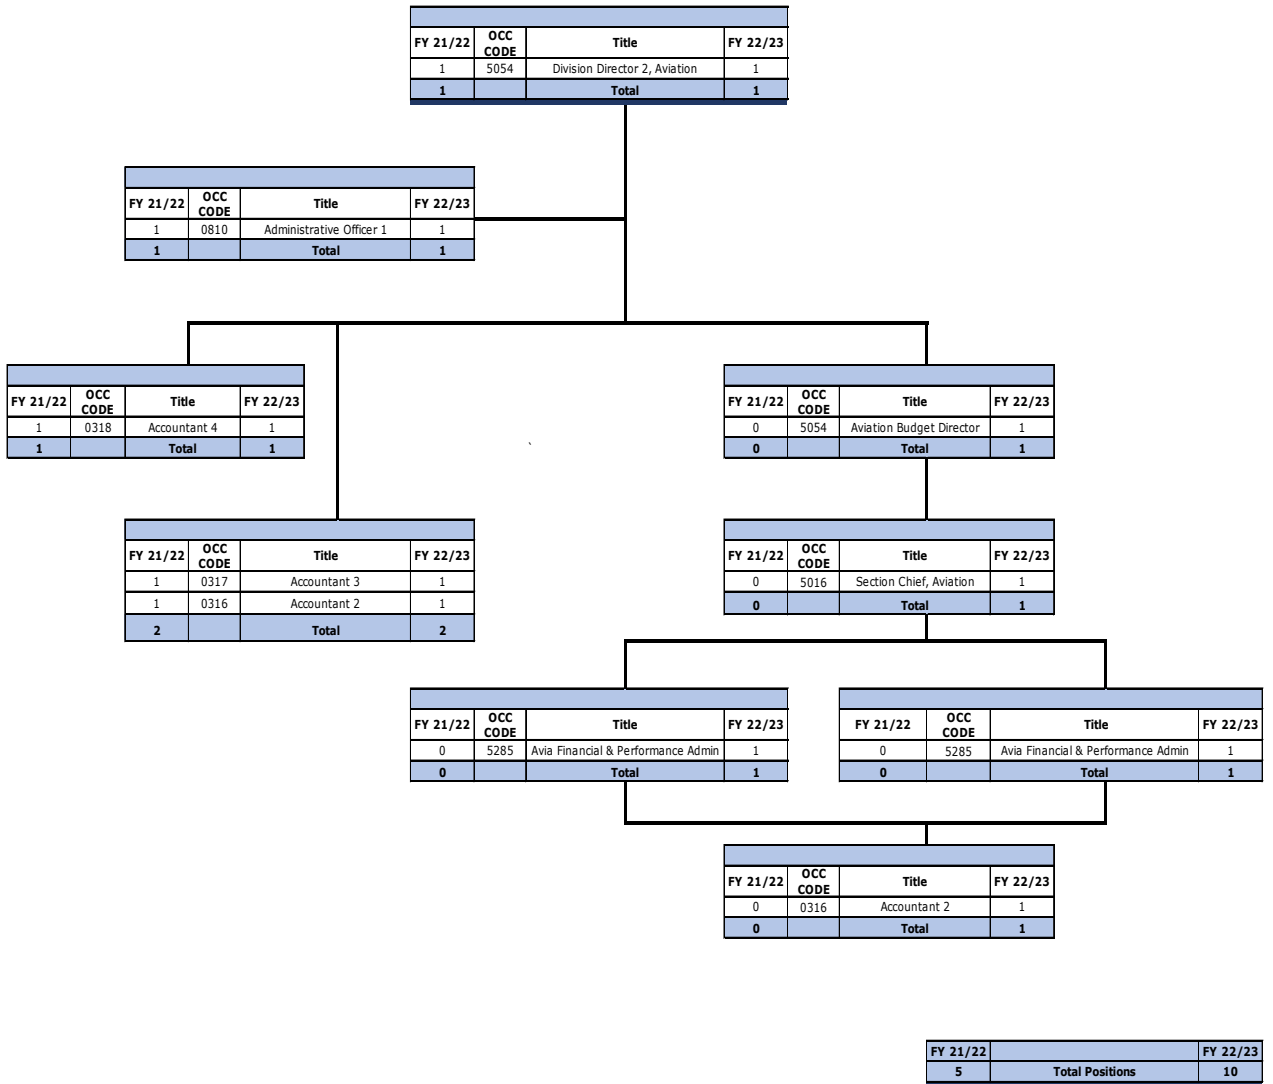 FY 21/22 OCC CODE Title FY 22/23
1 5054 Division Director 2, Aviation 1
1 Total 1
FY 21/22 OCC CODE Title FY 22/23
1 0810 Administrative Officer 1 1
1 Total 1
FY 21/22 OCC CODE Title FY 22/23
1 0318 Accountant 4 1
1 Total 1
FY 21/22 OCC CODE Title FY 22/23
0 5054 Aviation Budget Director 1
0 Total 1
`
FY 21/22 OCC CODE Title FY 22/23
1 0317 Accountant 3 1
1 0316 Accountant 2 1
2 Total 2
FY 21/22 OCC CODE Title FY 22/23
0 5016 Section Chief, Aviation 1
0 Total 1
FY 21/22 OCC CODE Title FY 22/23
0 5285 Avia Financial & Performance Admin 1
0 Total 1
FY 21/22 OCC CODE Title FY 22/23
0 5285 Avia Financial & Performance Admin 1
0 Total 1
FY 21/22 OCC CODE Title FY 22/23
0 0316 Accountant 2 1
0 Total 1
FY 21/22 FY 22/23
5 Total Positions 10